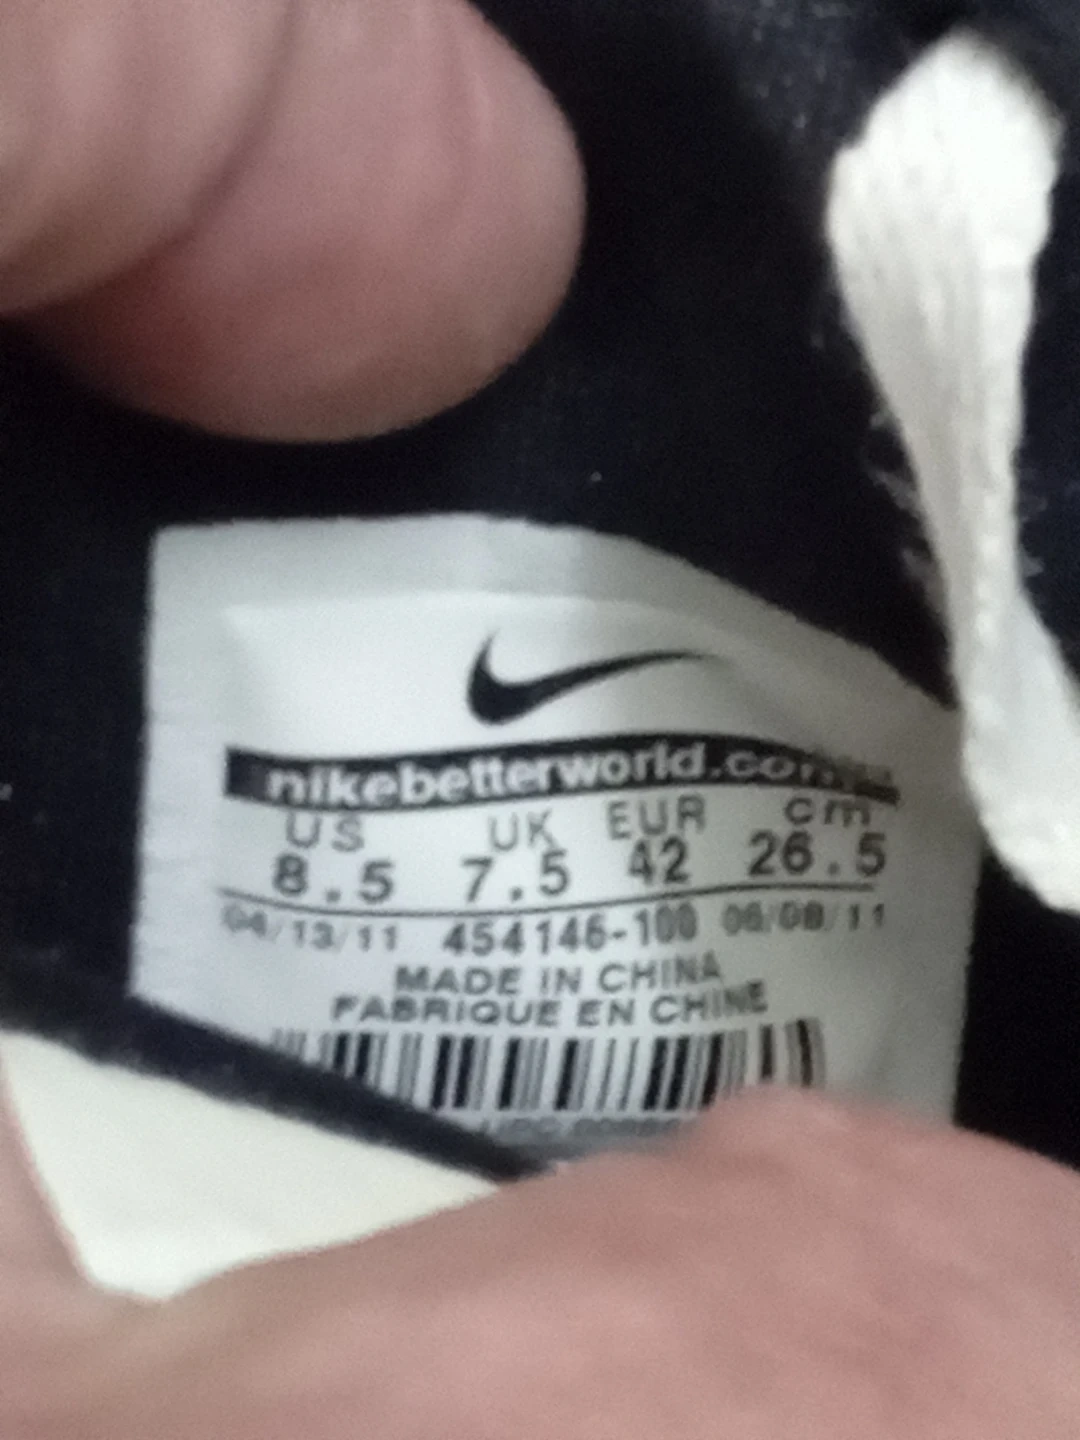 nikebetterworld.com
US UK EUR cm
8.5 7.5 42 26.5
04/13/11 454146-100 06/08/11
MADE IN CHINA
FABRIQUE EN CHINE
UPC